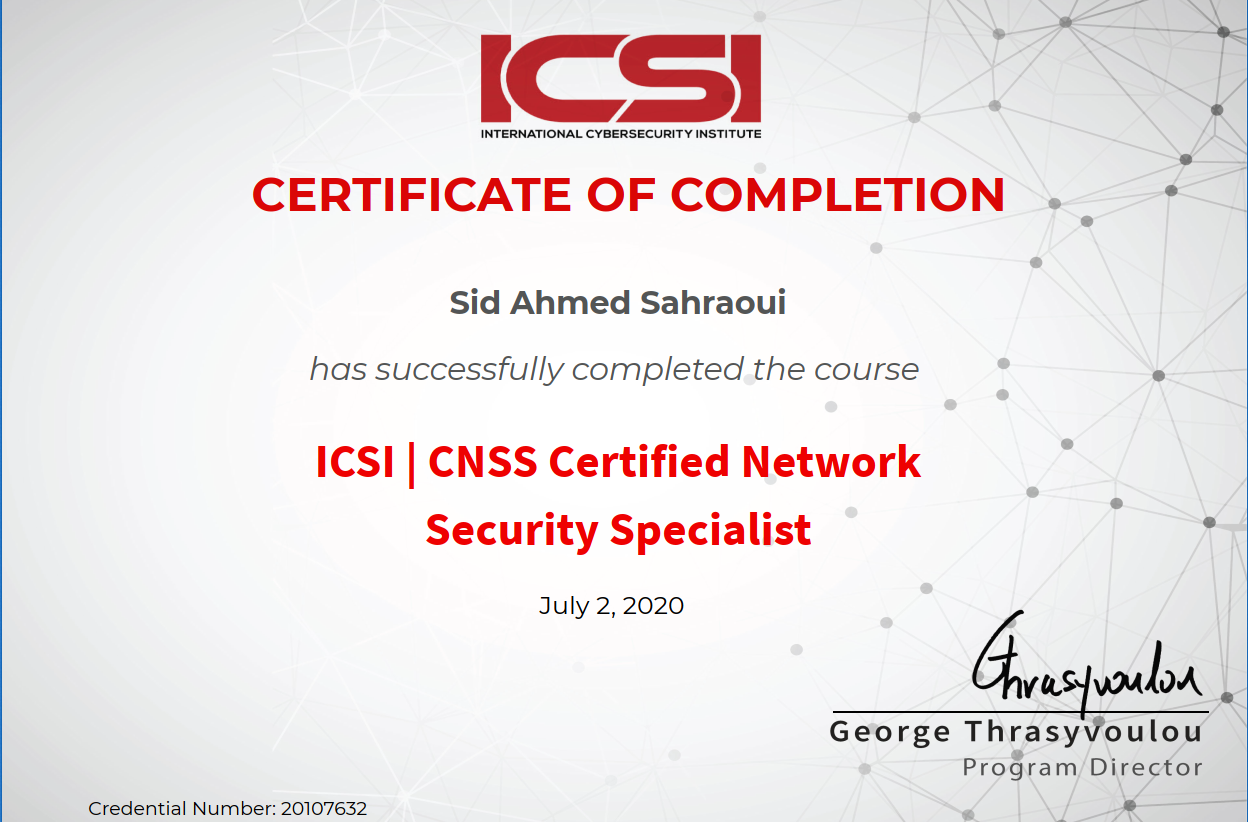 ICSI
INTERNATIONAL CYBERSECURITY INSTITUTE
CERTIFICATE OF COMPLETION
Sid Ahmed Sahraoui
has successfully completed the course
ICSI | CNSS Certified Network
Security Specialist
July 2, 2020
Thrasyvoulou
George Thrasyvoulou
Program Director
Credential Number: 20107632